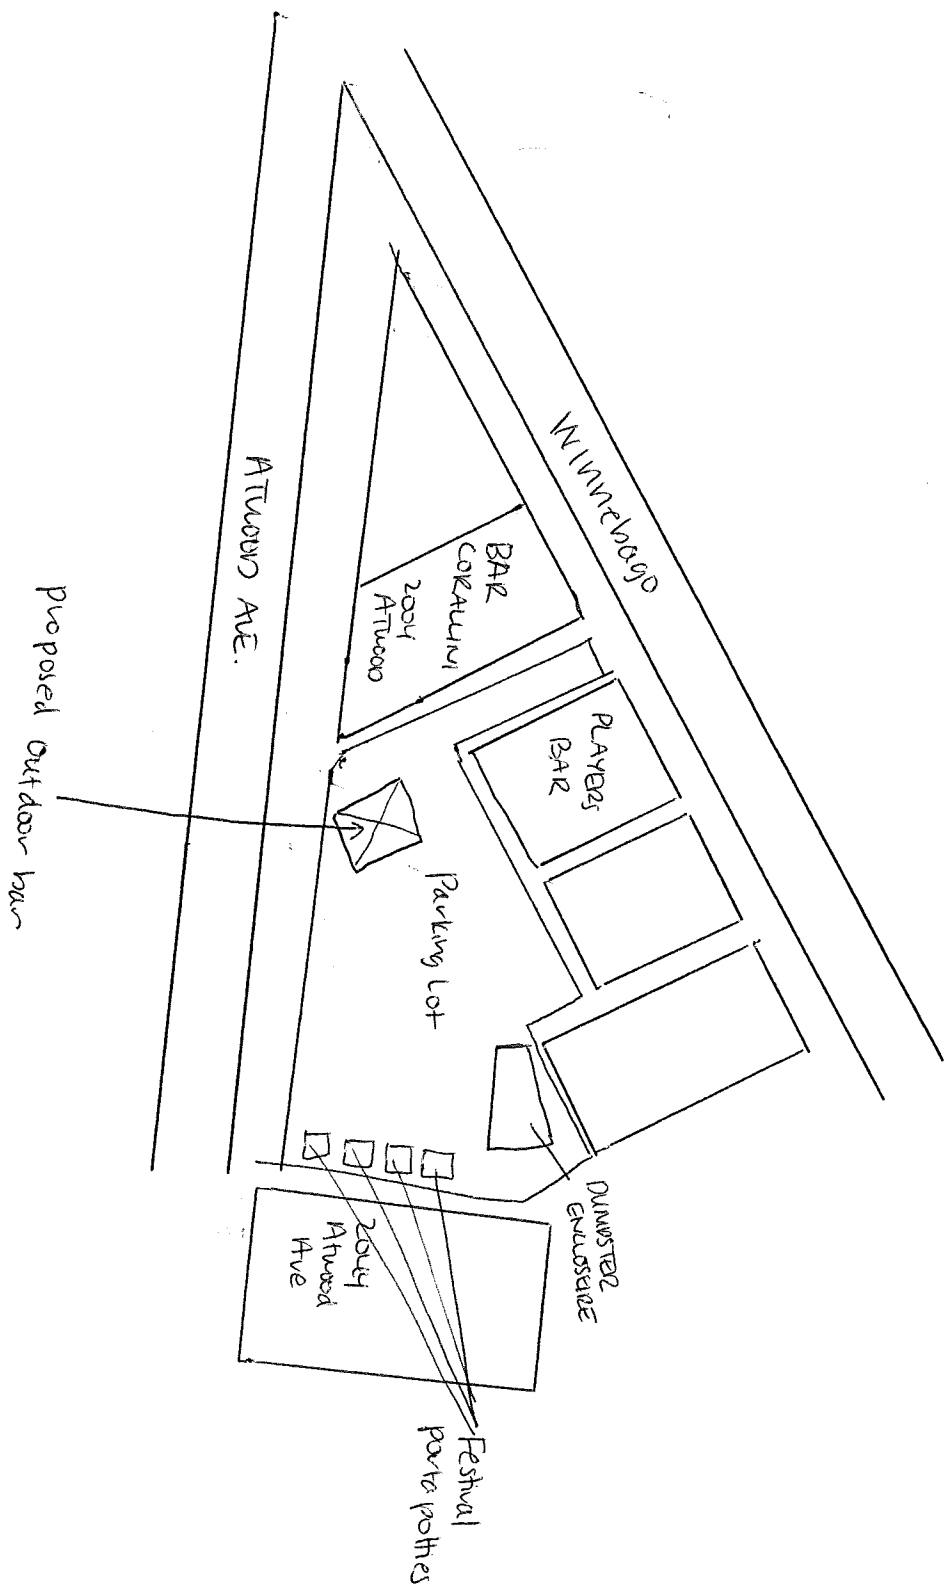 Winnebago
BAR
CORALLINI
2004
ATWOOD
PLAYERS
BAR
ATWOOD AVE.
proposed outdoor bar
Parking Lot
DUMPSTER
ENCLOSURE
2044
Atwood
Ave
Festival
porta potties